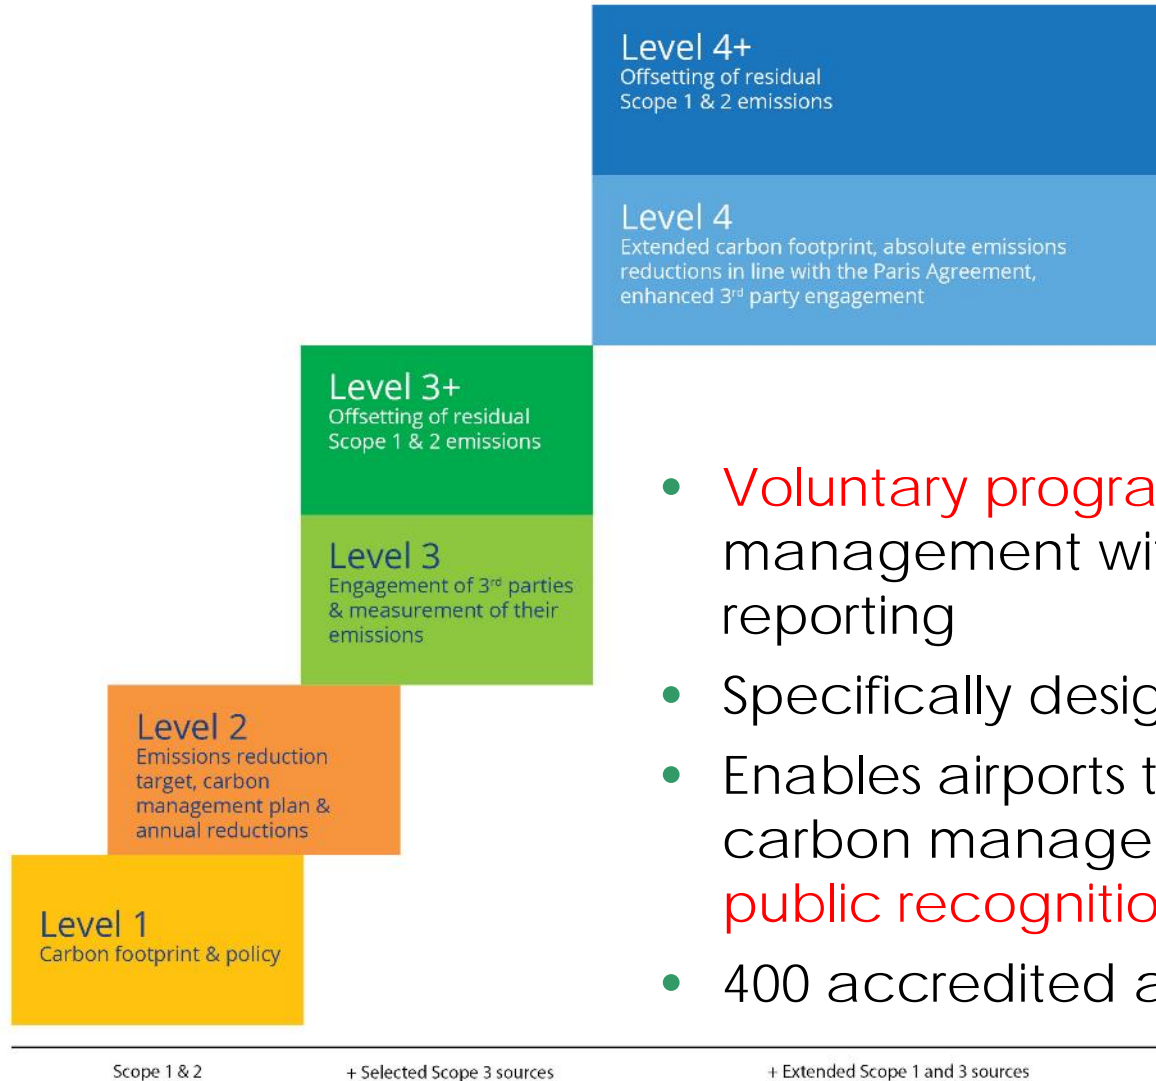 Level 4+
Offsetting of residual
Scope 1 & 2 emissions
Level 4
Extended carbon footprint, absolute emissions
reductions in line with the Paris Agreement,
enhanced 3rd party engagement
Level 3+
Offsetting of residual
Scope 1 & 2 emissions
Level 3
Engagement of 3rd parties
& measurement of their
emissions
Level 2
Emissions reduction
target, carbon
management plan &
annual reductions
Level 1
Carbon footprint & policy
• Voluntary progra
management wi
reporting
• Specifically desig
• Enables airports t
carbon manage
public recognitio
• 400 accredited a
Scope 1 & 2
+ Selected Scope 3 sources
+ Extended Scope 1 and 3 sources